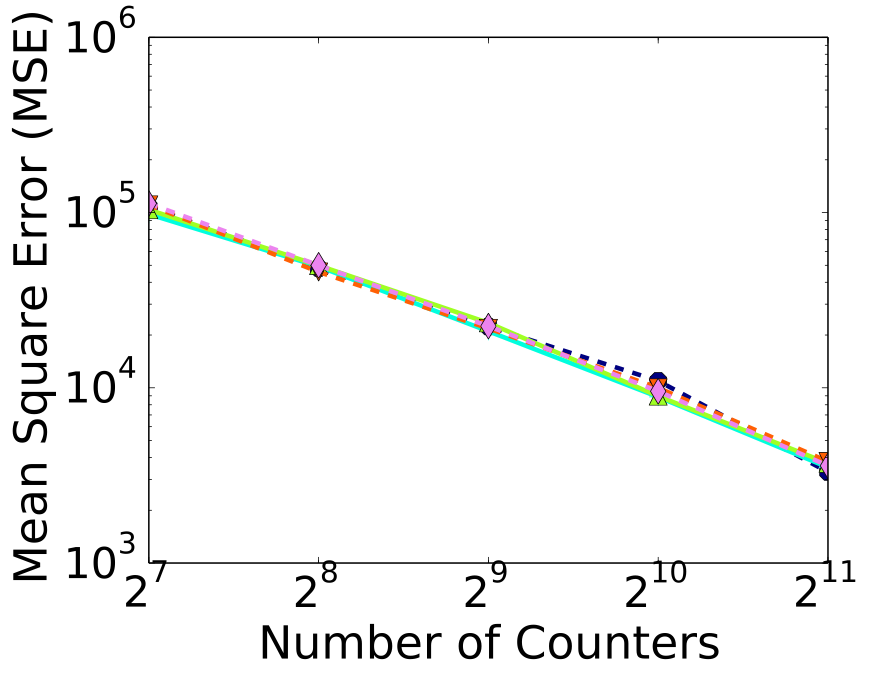 Mean Square Error (MSE)
10^6
10^5
10^4
10^3
2^7 2^8 2^9 2^10 2^11
Number of Counters